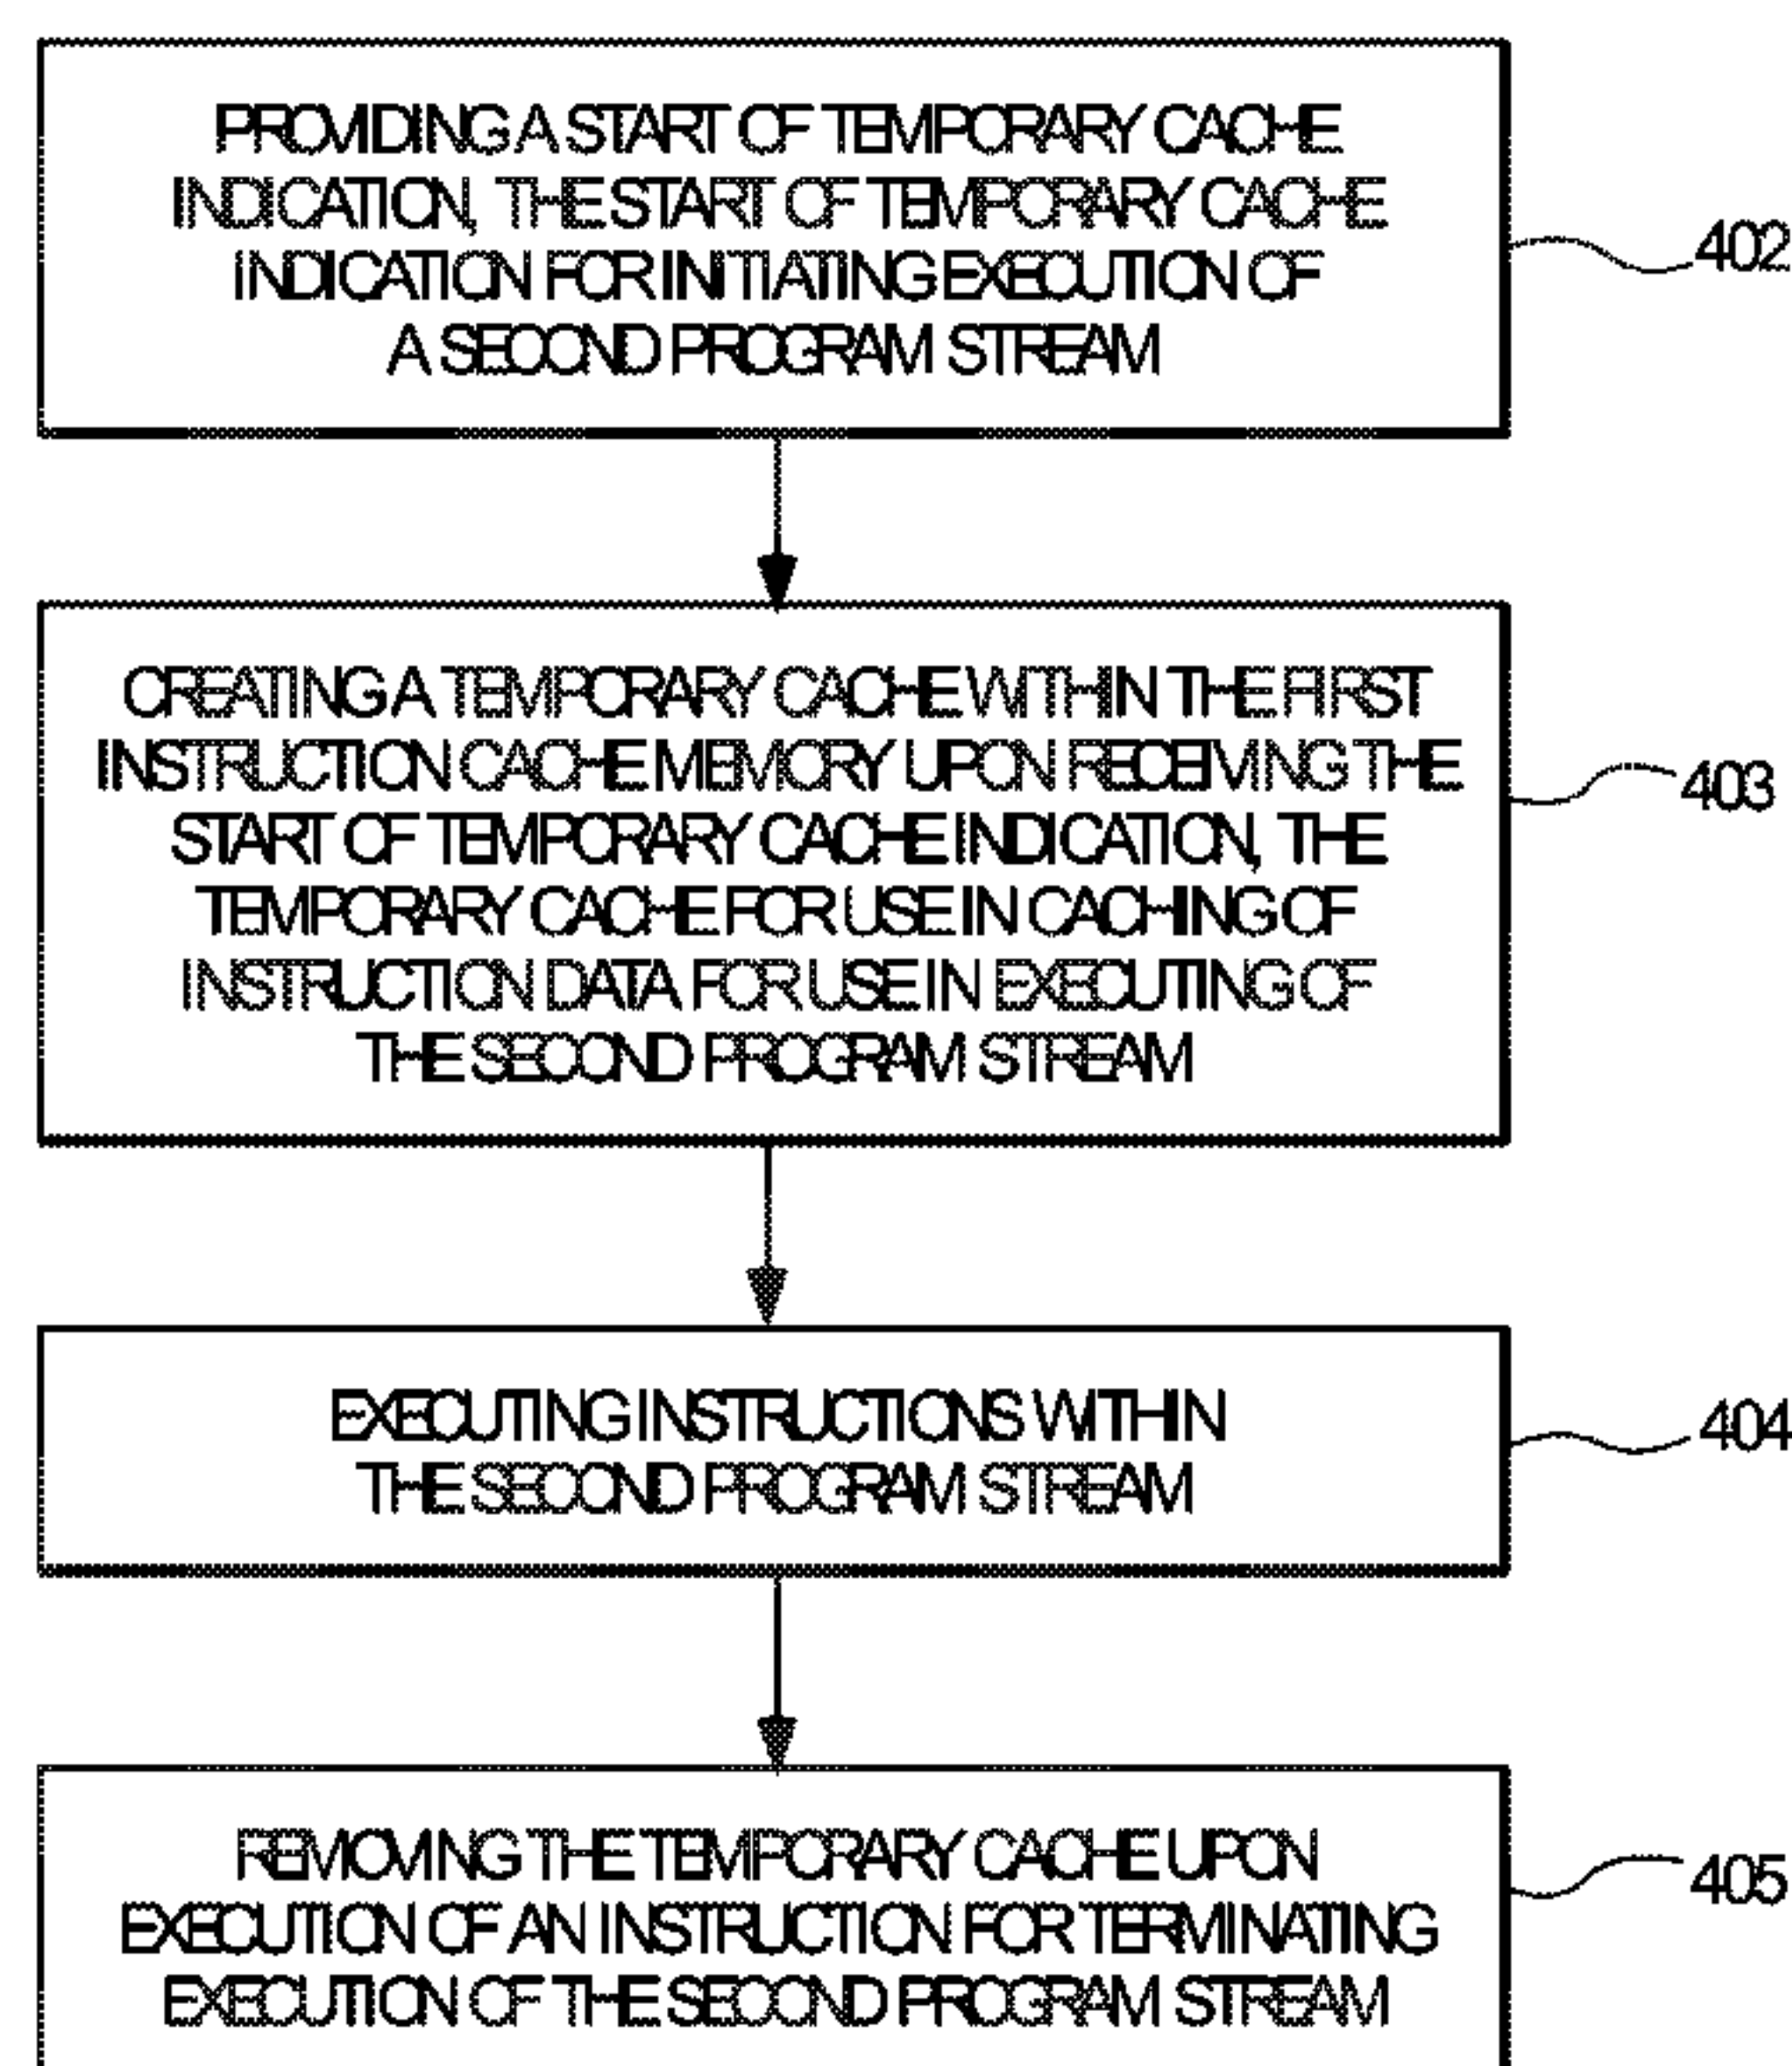 PROVIDING A START OF TEMPORARY CACHE
INDICATION, THE START OF TEMPORARY CACHE
INDICATION FOR INITIATING EXECUTION OF
A SECOND PROGRAM STREAM
402
CREATING A TEMPORARY CACHE WITHIN THE FIRST
INSTRUCTION CACHE MEMORY UPON RECEIVING THE
START OF TEMPORARY CACHE INDICATION, THE
TEMPORARY CACHE FOR USE IN CACHING OF
INSTRUCTION DATA FOR USE IN EXECUTING OF
THE SECOND PROGRAM STREAM
403
EXECUTING INSTRUCTIONS WITHIN
THE SECOND PROGRAM STREAM
404
REMOVING THE TEMPORARY CACHE UPON
EXECUTION OF AN INSTRUCTION FOR TERMINATING
EXECUTION OF THE SECOND PROGRAM STREAM
405